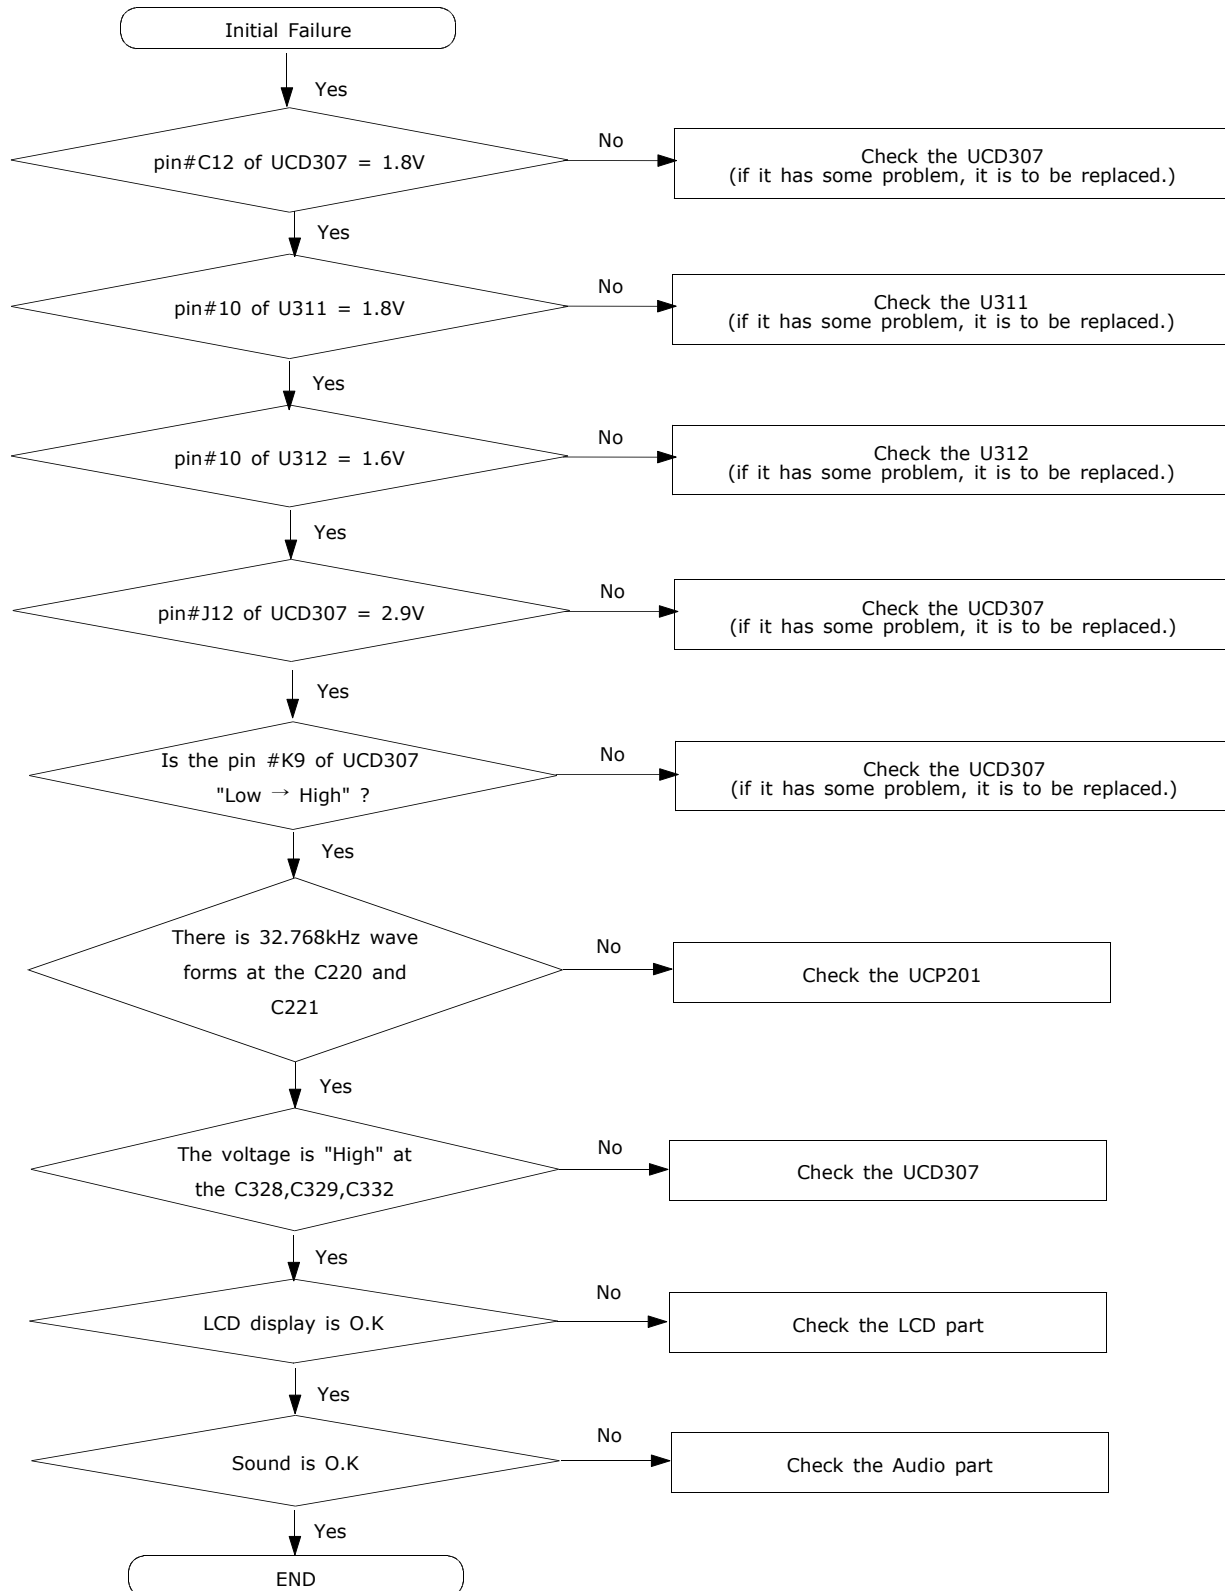 Initial Failure
Yes
pin#C12 of UCD307 = 1.8V
No
Check the UCD307
(if it has some problem, it is to be replaced.)
Yes
pin#10 of U311 = 1.8V
No
Check the U311
(if it has some problem, it is to be replaced.)
Yes
pin#10 of U312 = 1.6V
No
Check the U312
(if it has some problem, it is to be replaced.)
Yes
pin#J12 of UCD307 = 2.9V
No
Check the UCD307
(if it has some problem, it is to be replaced.)
Yes
Is the pin #K9 of UCD307
"Low → High" ?
No
Check the UCD307
(if it has some problem, it is to be replaced.)
Yes
There is 32.768kHz wave
forms at the C220 and
C221
No
Check the UCP201
Yes
The voltage is "High" at
the C328,C329,C332
No
Check the UCD307
Yes
LCD display is O.K
No
Check the LCD part
Yes
Sound is O.K
No
Check the Audio part
Yes
END